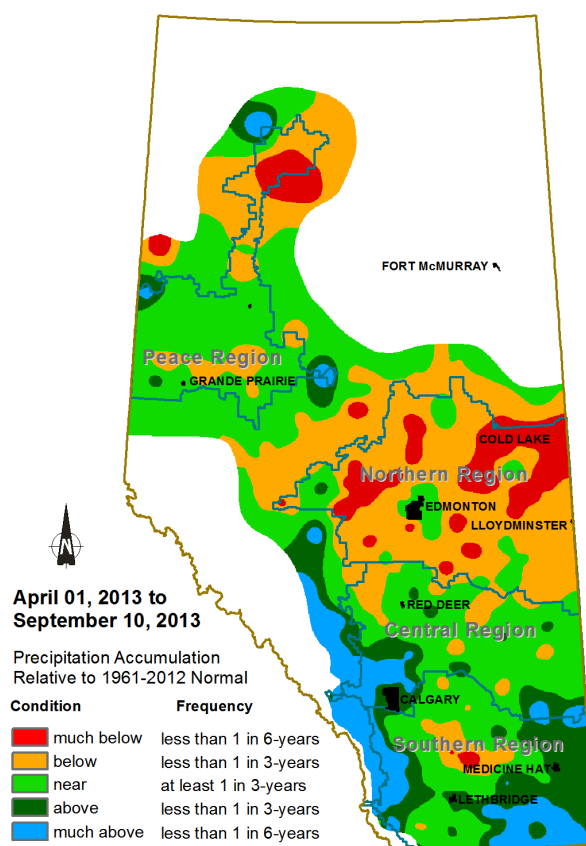 FORT McMURRAY
Peace Region
GRANDE PRAIRIE
COLD LAKE
Northern Region
EDMONTON
LLOYDMINSTER
N
April 01, 2013 to
September 10, 2013
RED DEER
Central Region
Precipitation Accumulation
Relative to 1961-2012 Normal
CALGARY
Condition Frequency
much below less than 1 in 6-years
below less than 1 in 3-years
near at least 1 in 3-years
above less than 1 in 3-years
much above less than 1 in 6-years
Southern Region
MEDICINE HAT
LETHBRIDGE